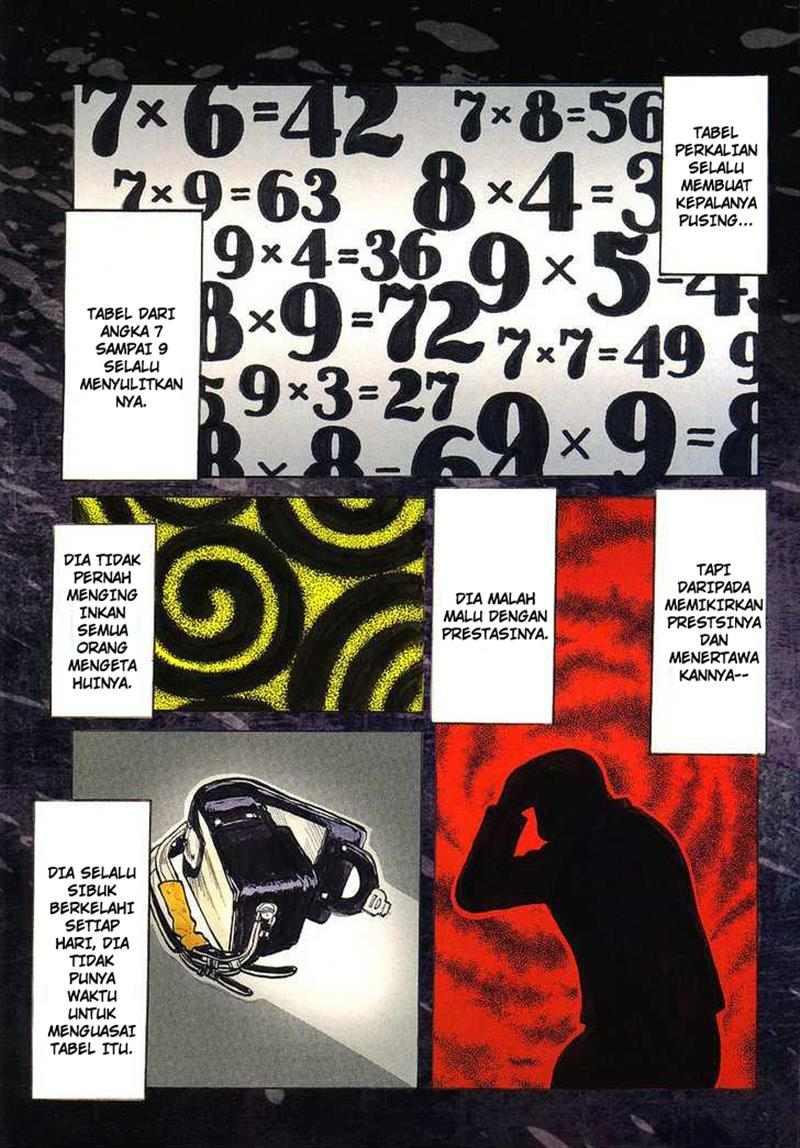 7×6=42
7×8=56
7×9=63
8×4=3
9×4=36
9×5=45
8×9=72
7×7=49
9×3=27
9×9=8
TABEL
PERKALIAN
SELALU
MEMBUAT
KEPALANYA
PUSING...
TABEL DARI
ANGKA 7
SAMPAI 9
SELALU
MENYULITKAN
NYA.
TAPI
DARIPADA
MEMIKIRKAN
PRESTSINYA
DAN
MENERTAWA
KANNYA--
DIA MALAH
MALU DENGAN
PRESTASINYA.
DIA TIDAK
PERNAH
MENGING
INKAN
SEMUA
ORANG
MENGETA
HUINYA.
DIA SELALU
SIBUK
BERKELAHI
SETIAP
HARI, DIA
TIDAK
PUNYA
WAKTU
UNTUK
MENGUASAI
TABEL ITU.